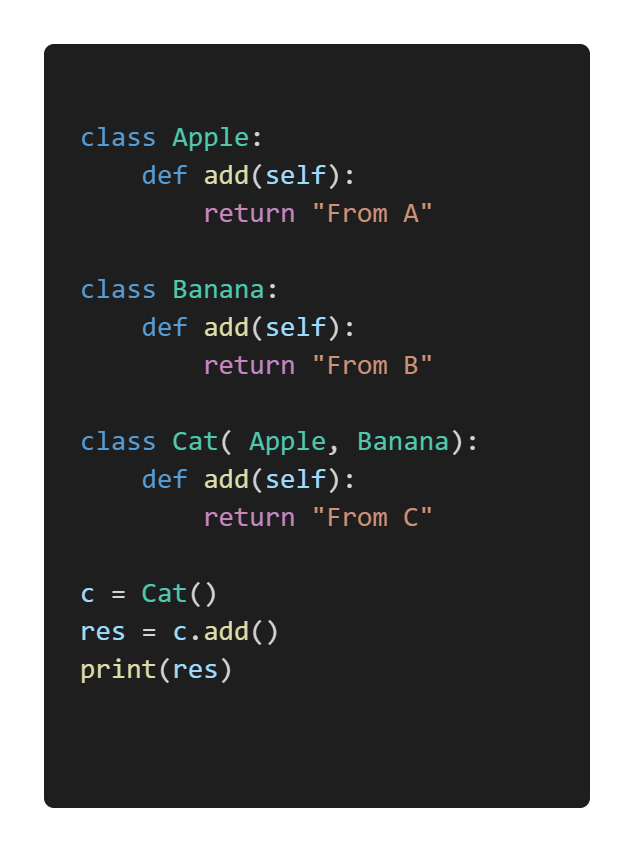 class Apple:
    def add(self):
        return "From A"

class Banana:
    def add(self):
        return "From B"

class Cat( Apple, Banana):
    def add(self):
        return "From C"

c = Cat()
res = c.add()
print(res)